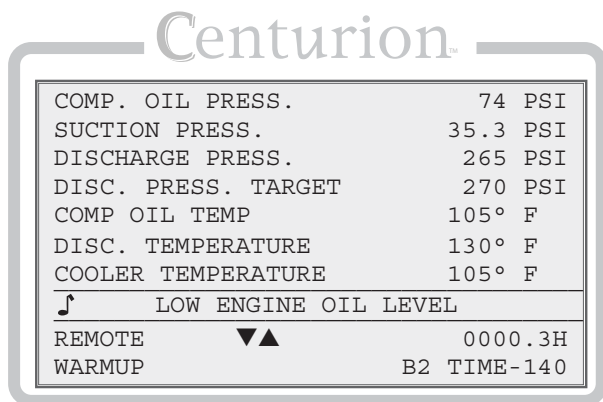 Centurion™
COMP. OIL PRESS. 74 PSI
SUCTION PRESS. 35.3 PSI
DISCHARGE PRESS. 265 PSI
DISC. PRESS. TARGET 270 PSI
COMP OIL TEMP 105° F
DISC. TEMPERATURE 130° F
COOLER TEMPERATURE 105° F
♪ LOW ENGINE OIL LEVEL
REMOTE ▼▲ 0000.3H
WARMUP B2 TIME-140